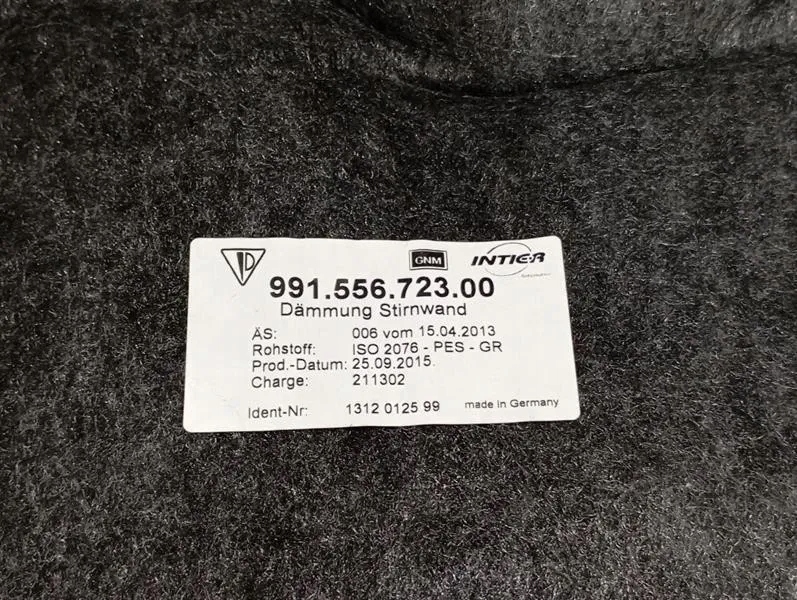 GNM INTIER
991.556.723.00
Dämmung Stirnwand
ÄS: 006 vom 15.04.2013
Rohstoff: ISO 2076 - PES - GR
Prod.-Datum: 25.09.2015.
Charge: 211302
Ident-Nr: 1312 0125 99 made in Germany